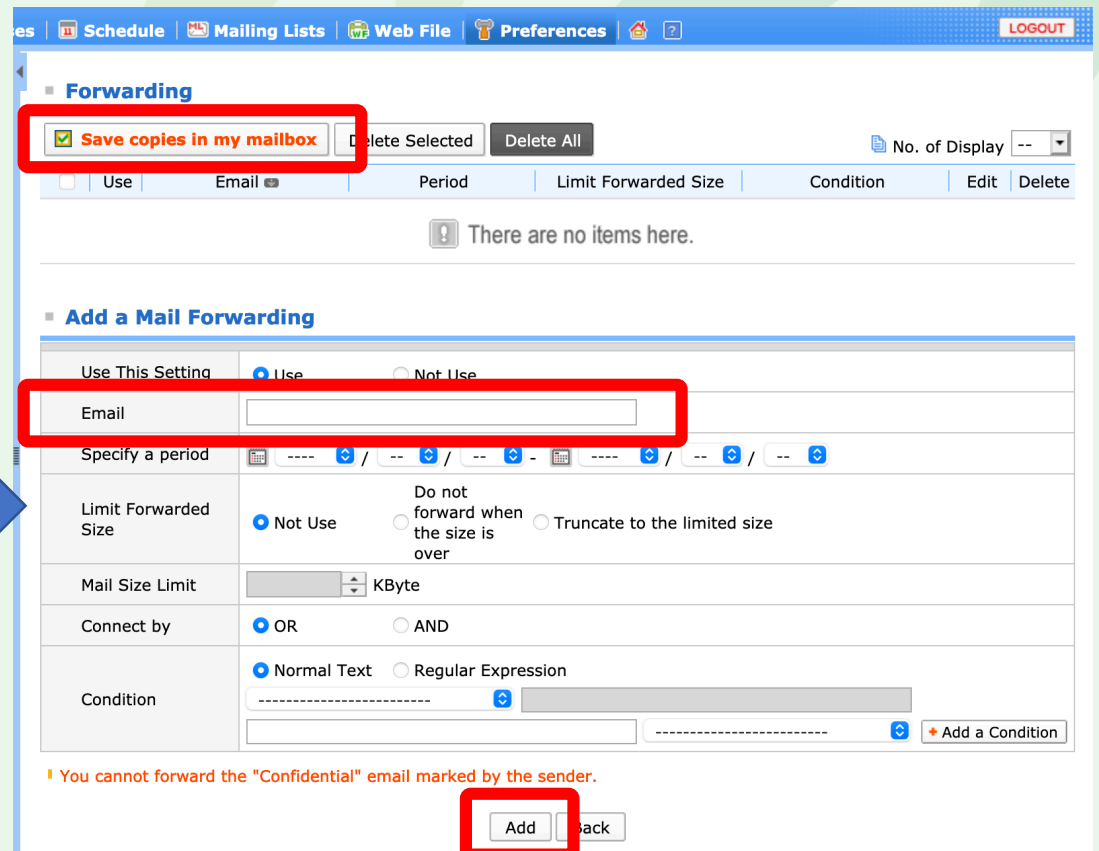 es Schedule Mailing Lists Web File Preferences ? LOGOUT
Forwarding
Save copies in my mailbox Delete Selected Delete All No. of Display --
Use Email Period Limit Forwarded Size Condition Edit Delete
There are no items here.
Add a Mail Forwarding
Use This Setting Use Not Use
Email
Specify a period ---- / -- / -- - ---- / -- / --
Limit Forwarded Size Not Use Do not forward when the size is over Truncate to the limited size
Mail Size Limit KByte
Connect by OR AND
Normal Text Regular Expression
Condition -------------------------
------------------------- + Add a Condition
You cannot forward the "Confidential" email marked by the sender.
Add Back